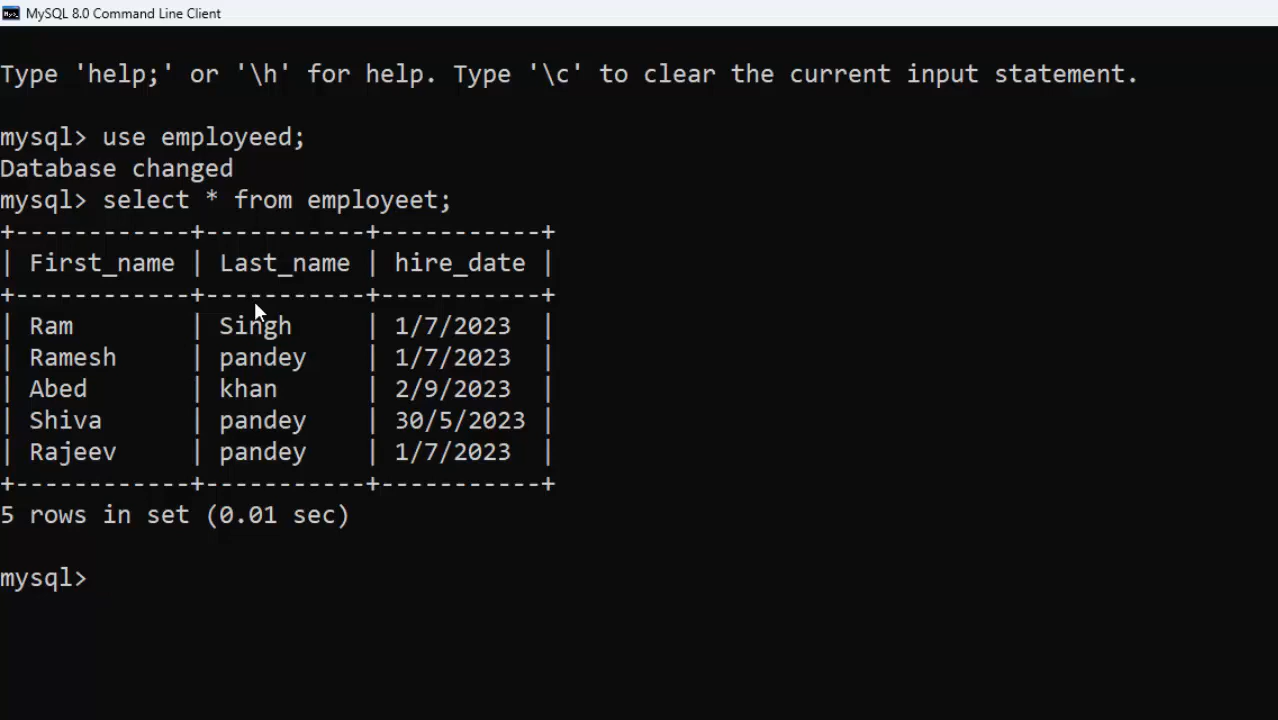 MySQL 8.0 Command Line Client
Type 'help;' or '\h' for help. Type '\c' to clear the current input statement.
mysql> use employeed;
Database changed
mysql> select * from employeet;
+------------+-----------+-----------+
| First_name | Last_name | hire_date |
+------------+-----------+-----------+
| Ram        | Singh     | 1/7/2023  |
| Ramesh     | pandey    | 1/7/2023  |
| Abed       | khan      | 2/9/2023  |
| Shiva      | pandey    | 30/5/2023 |
| Rajeev     | pandey    | 1/7/2023  |
+------------+-----------+-----------+
5 rows in set (0.01 sec)
mysql>